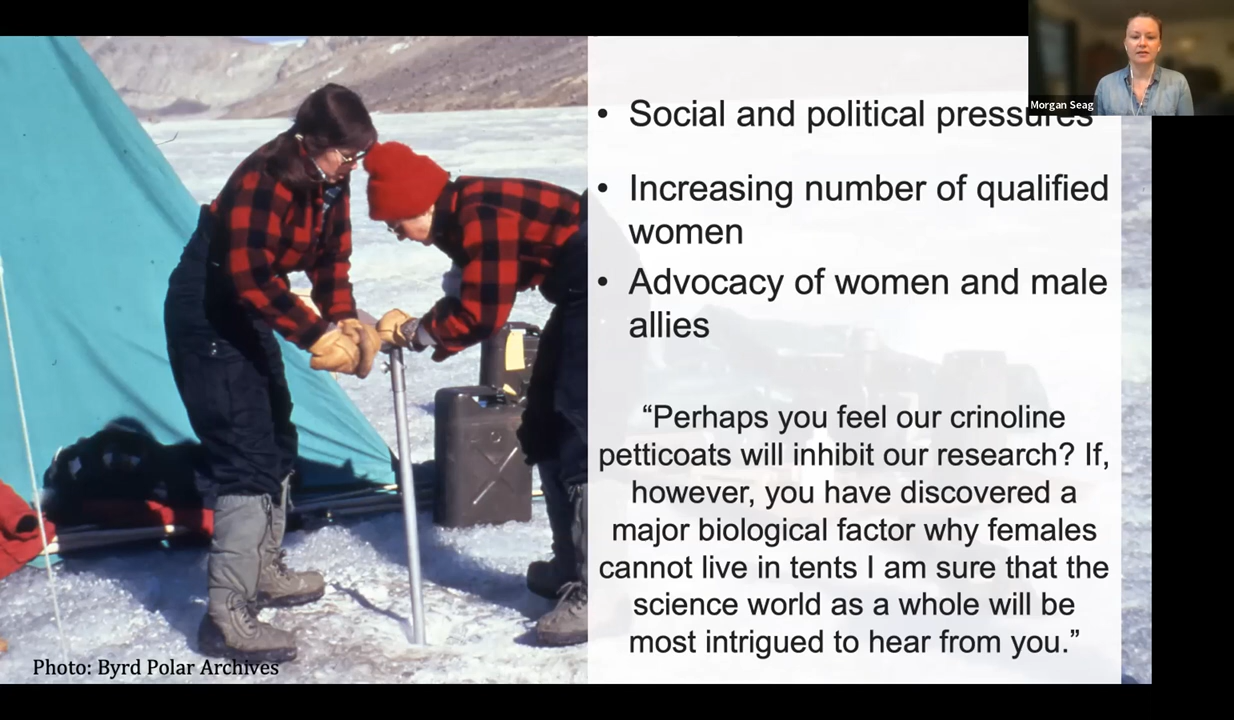 Morgan Seag
• Social and political pressures
• Increasing number of qualified
women
• Advocacy of women and male
allies
“Perhaps you feel our crinoline
petticoats will inhibit our research? If,
however, you have discovered a
major biological factor why females
cannot live in tents I am sure that the
science world as a whole will be
most intrigued to hear from you.”
Photo: Byrd Polar Archives